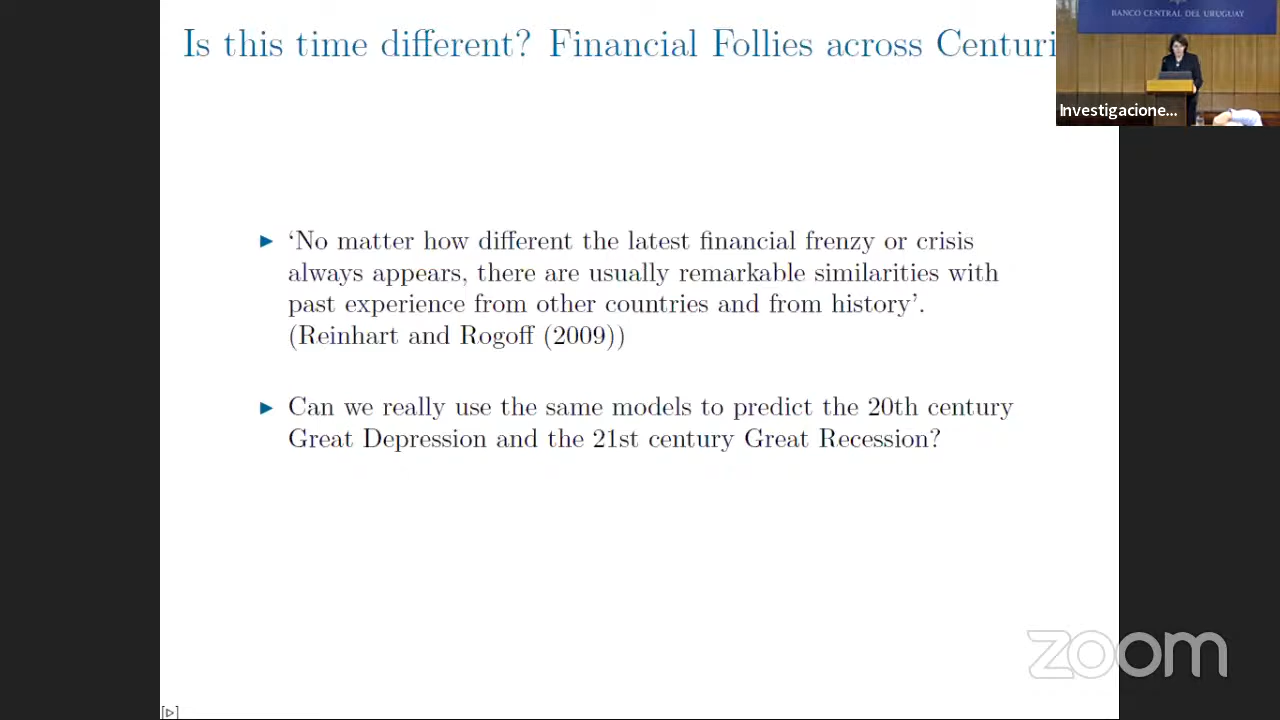 Is this time different? Financial Follies across Centuri
BANCO CENTRAL DEL URUGUAY
Investigacione...
► ‘No matter how different the latest financial frenzy or crisis
always appears, there are usually remarkable similarities with
past experience from other countries and from history’.
(Reinhart and Rogoff (2009))
► Can we really use the same models to predict the 20th century
Great Depression and the 21st century Great Recession?
zoom